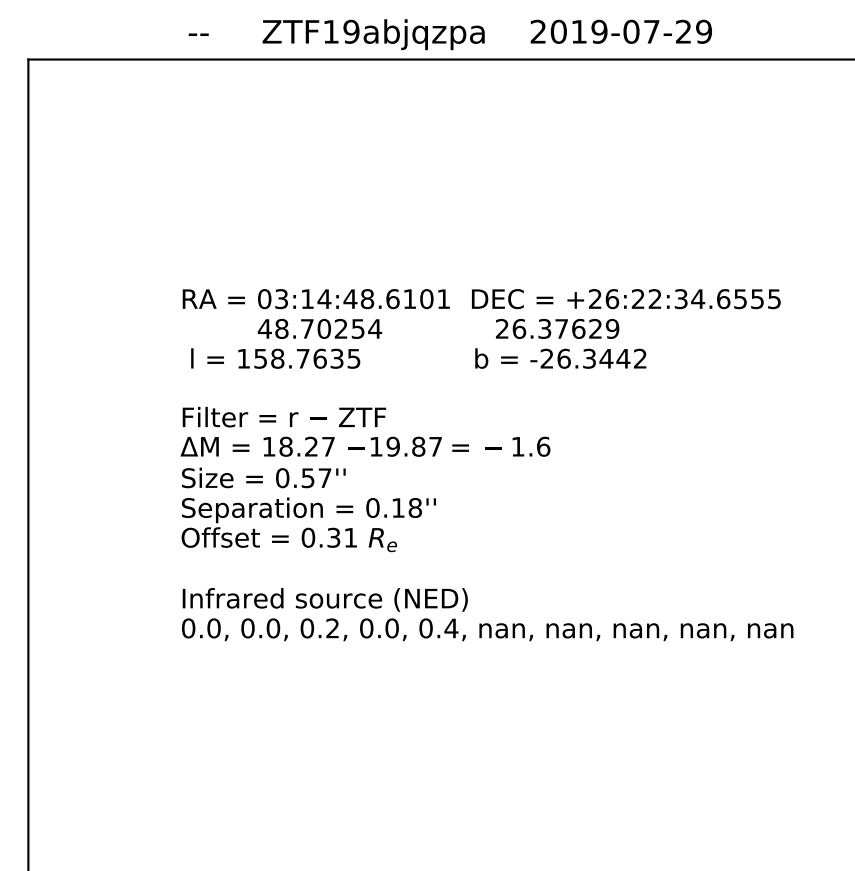 -- ZTF19abjqzpa 2019-07-29
RA = 03:14:48.6101 DEC = +26:22:34.6555
48.70254 26.37629
l = 158.7635 b = -26.3442
Filter = r − ZTF
ΔM = 18.27 −19.87 = −1.6
Size = 0.57''
Separation = 0.18''
Offset = 0.31 Re
Infrared source (NED)
0.0, 0.0, 0.2, 0.0, 0.4, nan, nan, nan, nan, nan